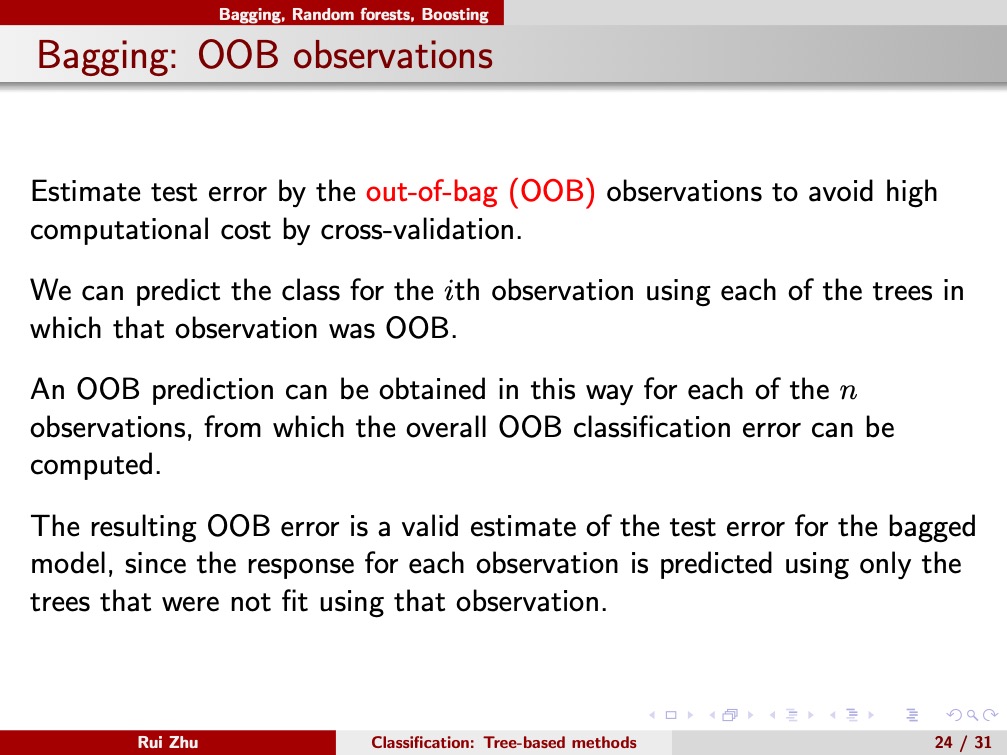 Bagging, Random forests, Boosting
Bagging: OOB observations
Estimate test error by the out-of-bag (OOB) observations to avoid high
computational cost by cross-validation.
We can predict the class for the ith observation using each of the trees in
which that observation was OOB.
An OOB prediction can be obtained in this way for each of the n
observations, from which the overall OOB classification error can be
computed.
The resulting OOB error is a valid estimate of the test error for the bagged
model, since the response for each observation is predicted using only the
trees that were not fit using that observation.
Rui Zhu
Classification: Tree-based methods
24 / 31